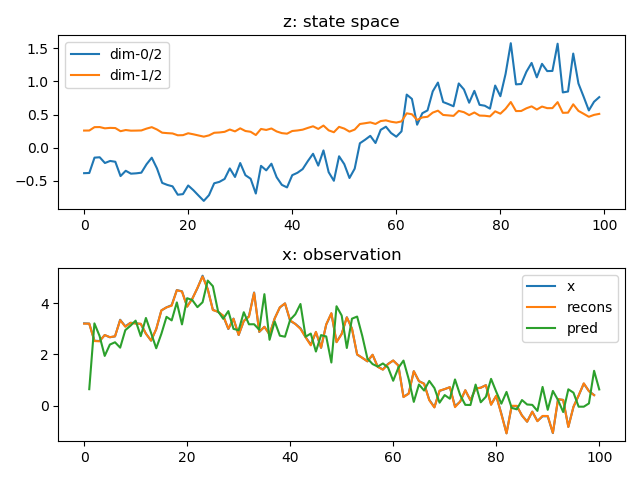 z: state space
dim-0/2
dim-1/2
1.5
1.0
0.5
0.0
−0.5
0 20 40 60 80 100
x: observation
x
recons
pred
4
2
0
0 20 40 60 80 100